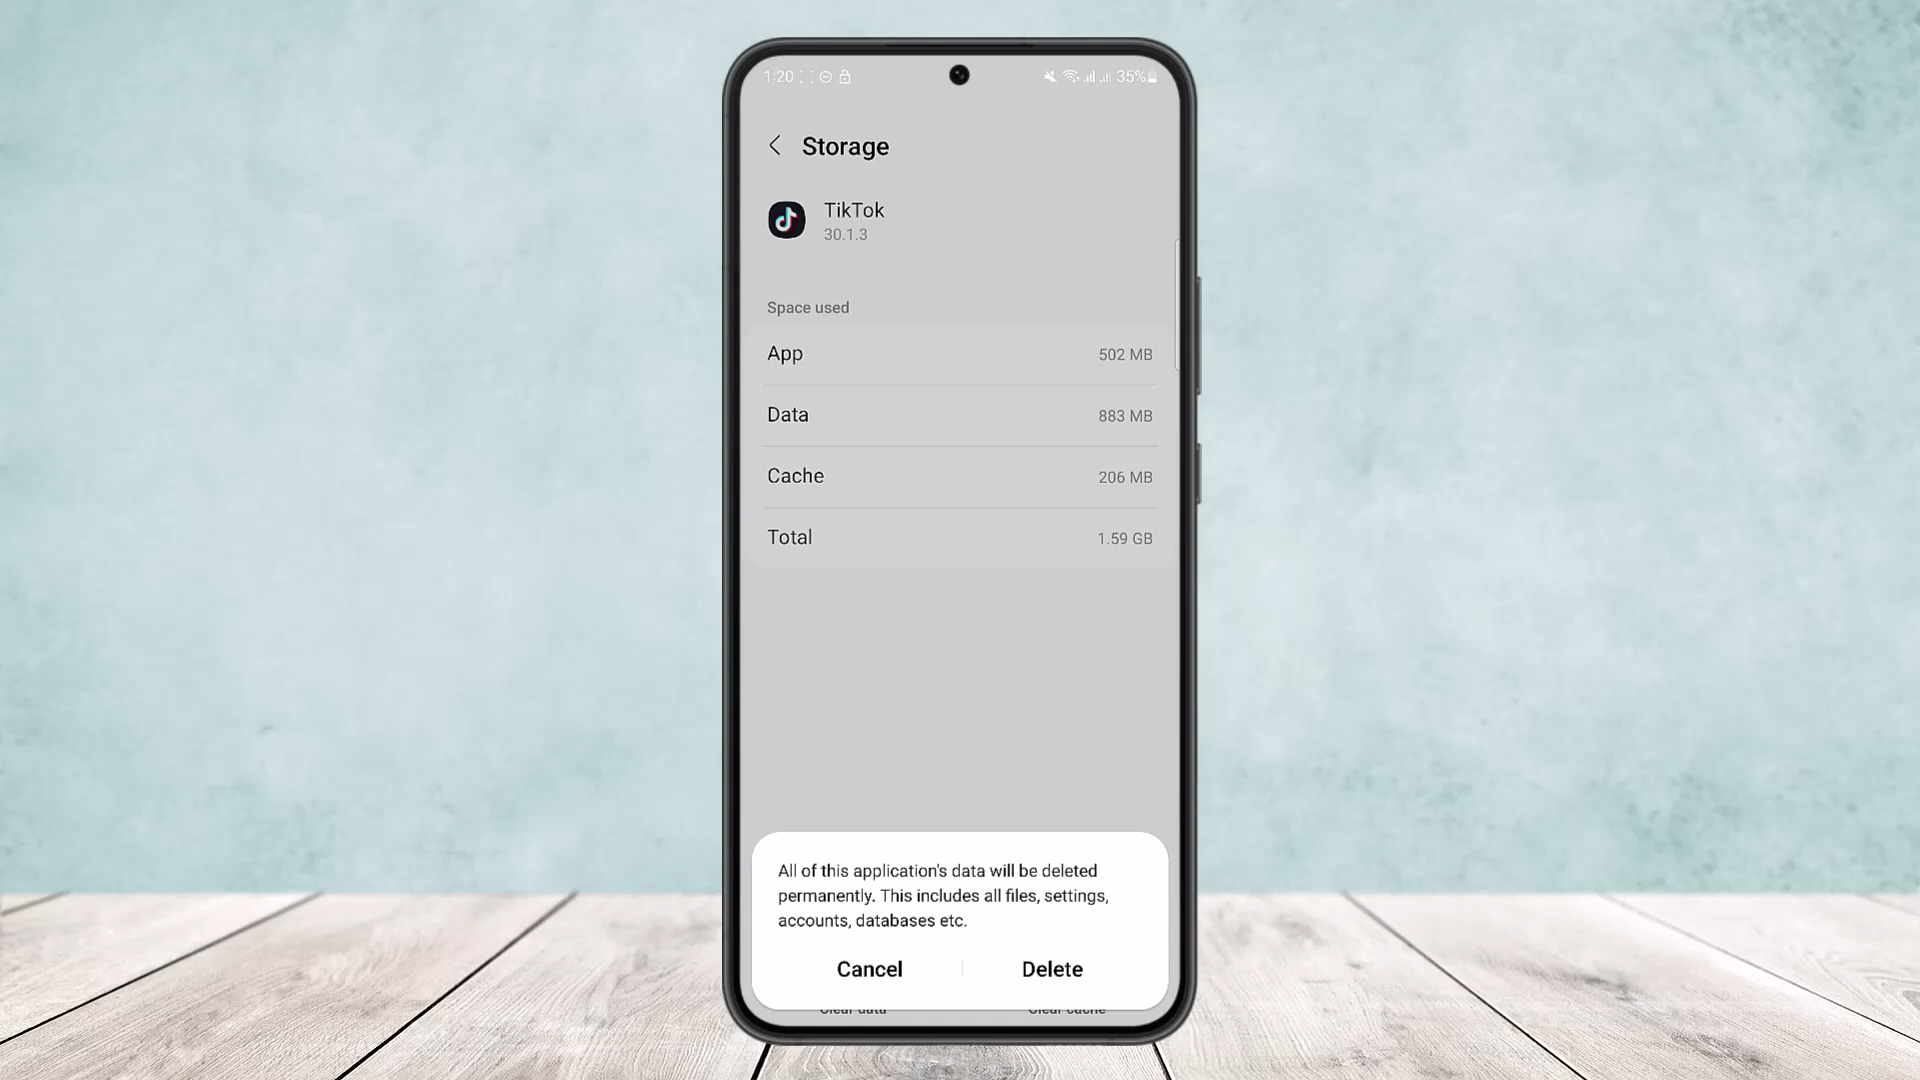 1:20 35%
Storage
TikTok
30.1.3
Space used
App 502 MB
Data 883 MB
Cache 206 MB
Total 1.59 GB
All of this application's data will be deleted
permanently. This includes all files, settings,
accounts, databases etc.
Cancel Delete
Clear data Clear cache